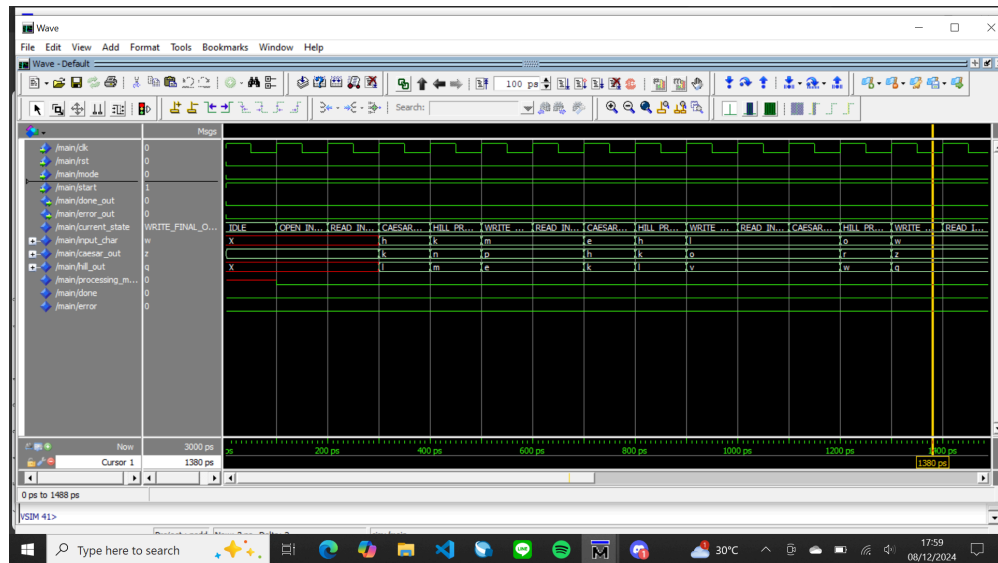 Wave
File Edit View Add Format Tools Bookmarks Window Help
Wave - Default
100 ps
Search:
Msgs
/main/clk 0
/main/rst 0
/main/mode 0
/main/start 1
/main/done_out 0
/main/error_out 0
/main/current_state WRITE_FINAL_O... IDLE OPEN IN... READ IN... CAESAR... HILL PR... WRITE ... READ IN... CAESAR... HILL PR... WRITE ... READ IN... CAESAR... HILL PR... WRITE ... READ I...
/main/input_char w X h k m e h l o w
/main/caesar_out z k n p h k o r z
/main/hill_out q X l m e k l v w q
/main/processing_m... 0
/main/done 0
/main/error 0
Now 3000 ps ps 200 ps 400 ps 600 ps 800 ps 1000 ps 1200 ps 1400 ps
Cursor 1 1380 ps 1380 ps
0 ps to 1488 ps
VSIM 41>
Type here to search
LINE
30°C
17:59
08/12/2024